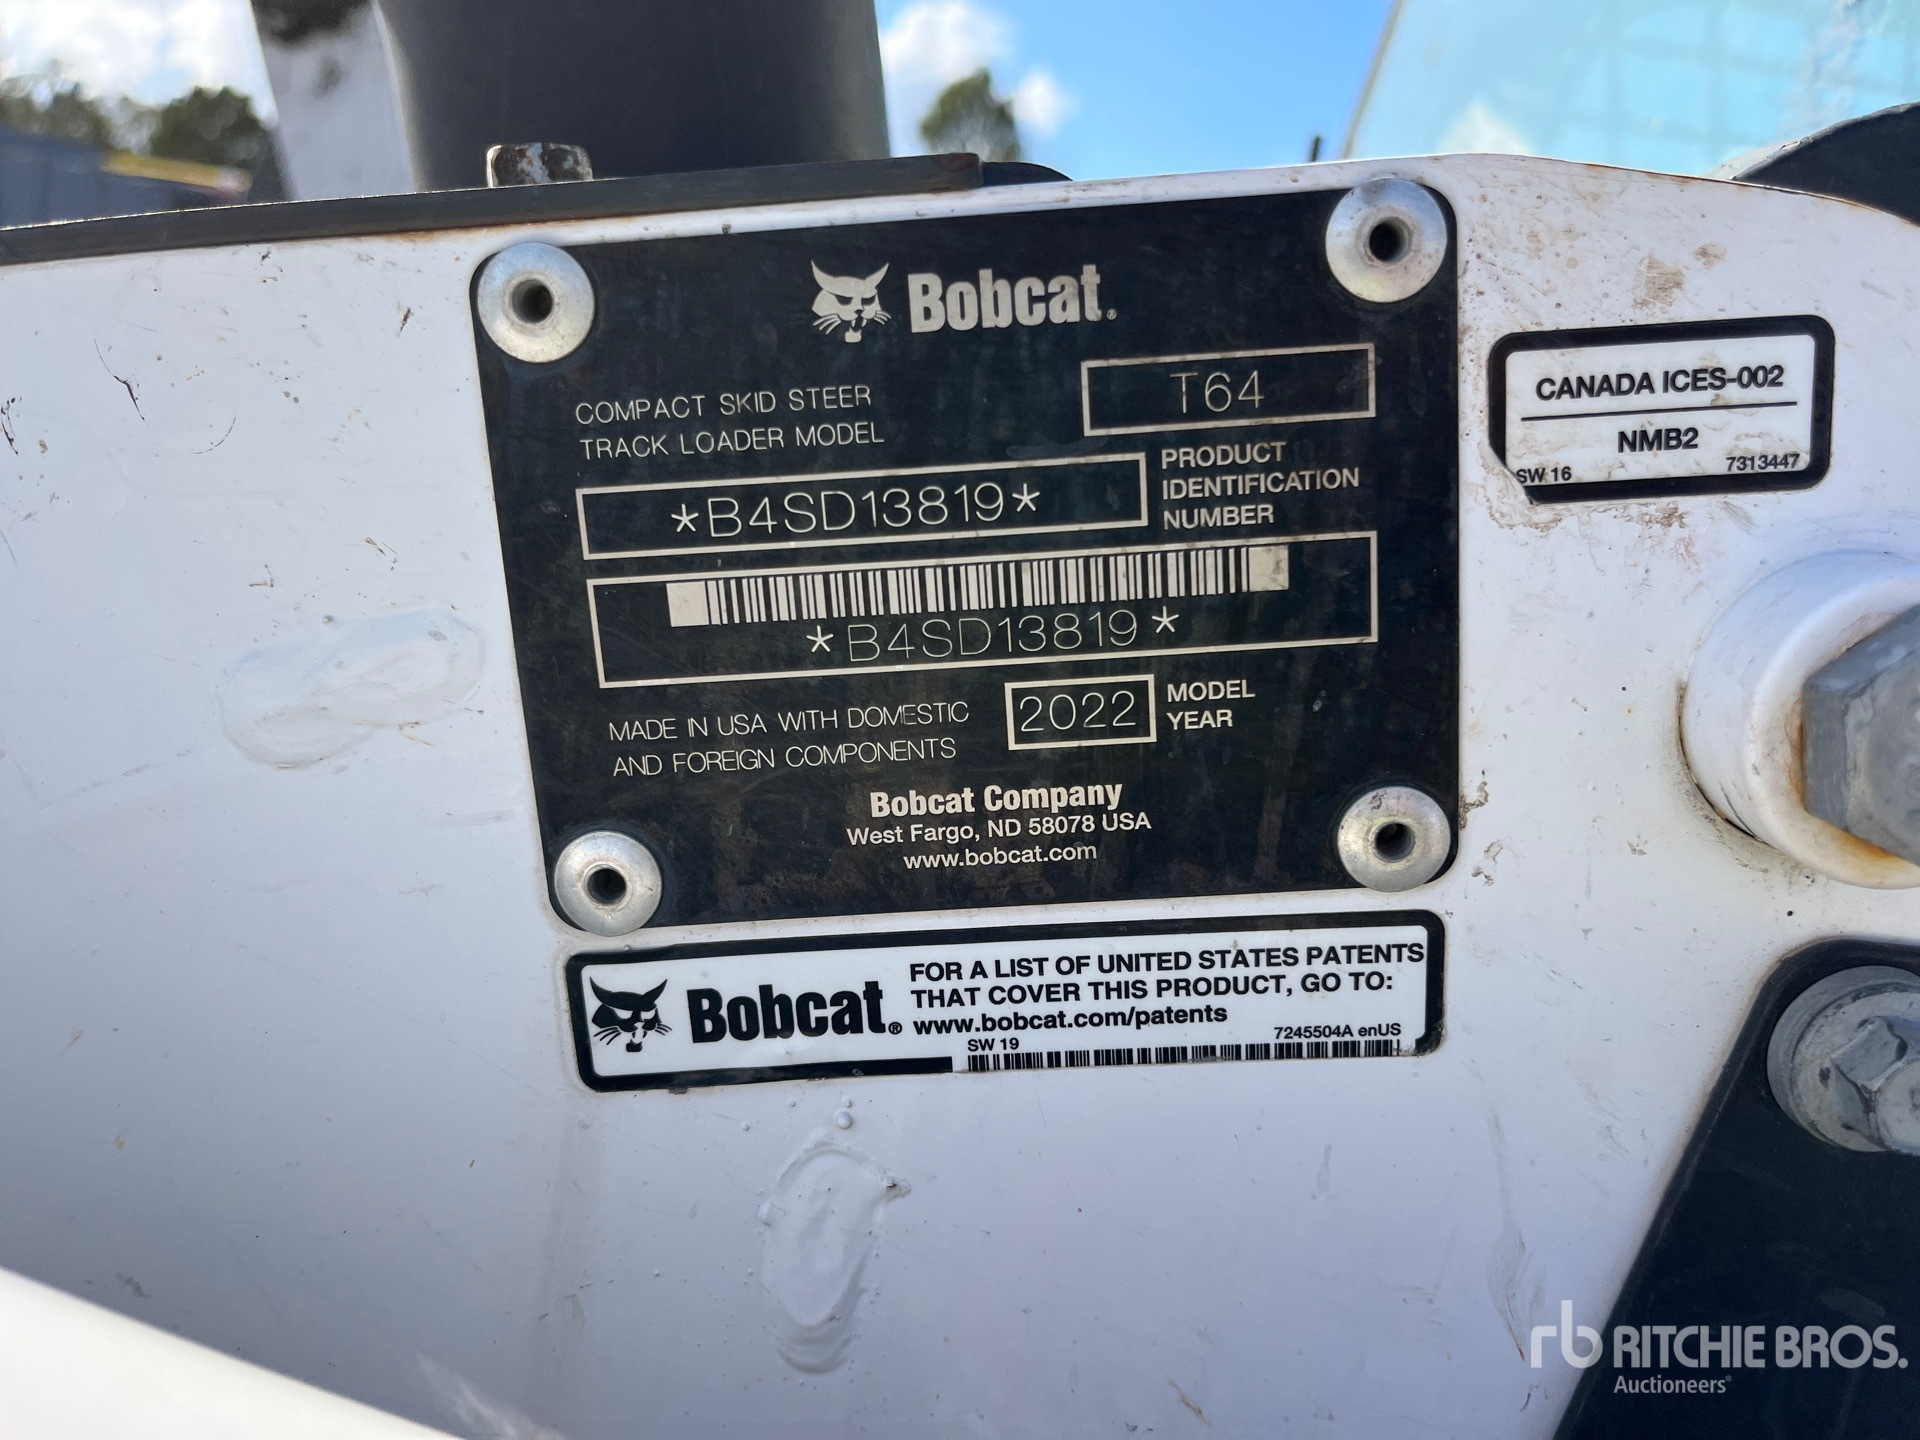 Bobcat®
COMPACT SKID STEER
TRACK LOADER MODEL
T64
*B4SD13819*
PRODUCT
IDENTIFICATION
NUMBER
*B4SD13819*
MADE IN USA WITH DOMESTIC
AND FOREIGN COMPONENTS
2022
MODEL
YEAR
Bobcat Company
West Fargo, ND 58078 USA
www.bobcat.com
CANADA ICES-002
NMB2
SW 16 7313447
Bobcat®
FOR A LIST OF UNITED STATES PATENTS
THAT COVER THIS PRODUCT, GO TO:
www.bobcat.com/patents
SW 19 7245504A enUS
rb RITCHIE BROS.
Auctioneers®